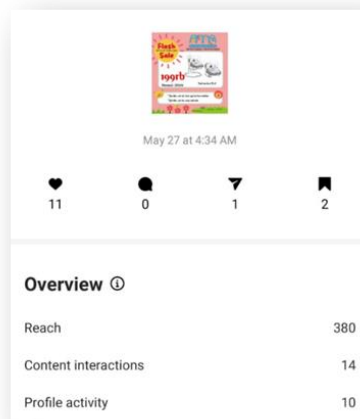 Flash
Sale
199rb
May 27 at 4:34 AM
11 0 1 2
Overview
Reach 380
Content interactions 14
Profile activity 10